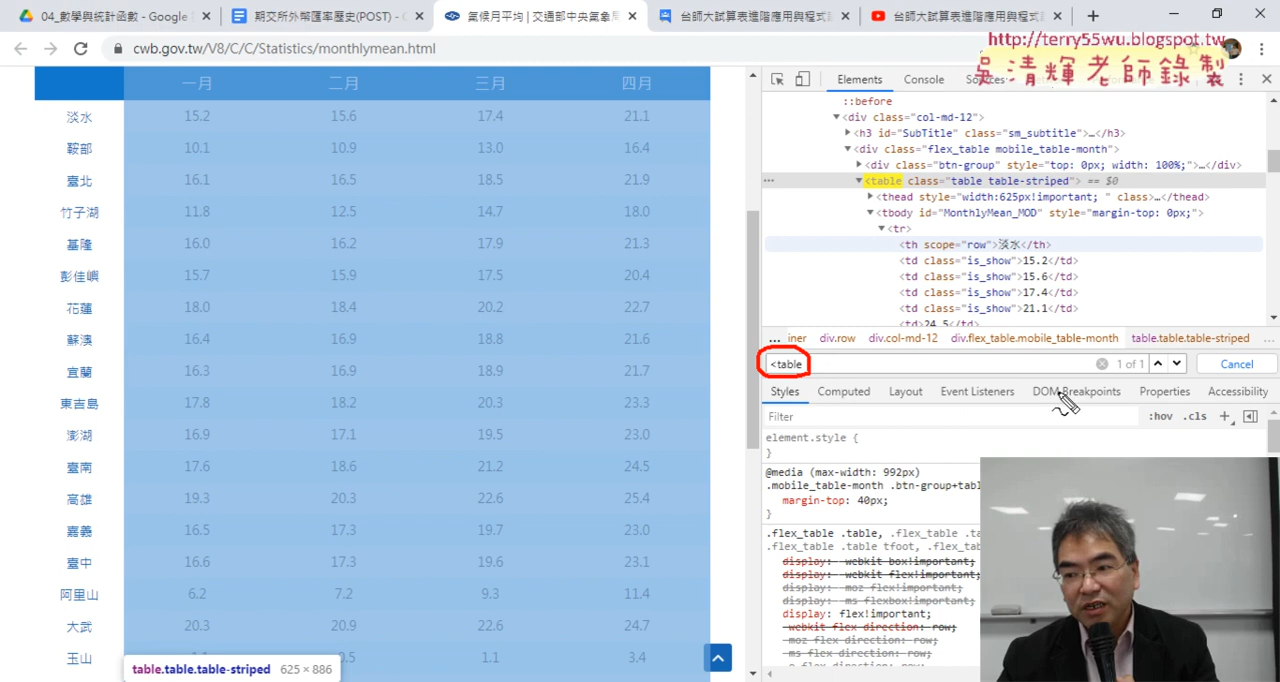 04_數學與統計函數 - Google
期交所外幣匯率歷史(POST) - G
氣候月平均 | 交通部中央氣象局
台師大試算表進階應用與程式設
台師大試算表進階應用與程式設
cwb.gov.tw/V8/C/C/Statistics/monthlymean.html
http://terry55wu.blogspot.tw
吳清輝老師錄製
一月 二月 三月 四月
淡水 15.2 15.6 17.4 21.1
鞍部 10.1 10.9 13.0 16.4
臺北 16.1 16.5 18.5 21.9
竹子湖 11.8 12.5 14.7 18.0
基隆 16.0 16.2 17.9 21.3
彭佳嶼 15.7 15.9 17.5 20.4
花蓮 18.0 18.4 20.2 22.7
蘇澳 16.4 16.9 18.8 21.6
宜蘭 16.3 16.9 18.9 21.7
東吉島 17.8 18.2 20.3 23.3
澎湖 16.9 17.1 19.5 23.0
臺南 17.6 18.6 21.2 24.5
高雄 19.3 20.3 22.6 25.4
嘉義 16.5 17.3 19.7 23.0
臺中 16.6 17.3 19.6 23.1
阿里山 6.2 7.2 9.3 11.4
大武 20.3 20.9 22.6 24.7
玉山 0.5 1.1 3.4
table.table.table-striped 625 × 886
Elements Console Sources
::before
<div class="col-md-12">
<h3 id="SubTitle" class="sm_subtitle">…</h3>
<div class="flex_table mobile_table-month">
<div class="btn-group" style="top: 0px; width: 100%;">…</div>
<table class="table table-striped"> == $0
<thead style="width:625px!important; " class>…</thead>
<tbody id="MonthlyMean_MOD" style="margin-top: 0px;">
<tr>
<th scope="row">淡水</th>
<td class="is_show">15.2</td>
<td class="is_show">15.6</td>
<td class="is_show">17.4</td>
<td class="is_show">21.1</td>
<td>24.5</td>
… iner div.row div.col-md-12 div.flex_table.mobile_table-month table.table.table-striped …
<table 1 of 1 Cancel
Styles Computed Layout Event Listeners DOM Breakpoints Properties Accessibility
Filter :hov .cls +
element.style {
}
@media (max-width: 992px)
.mobile_table-month .btn-group+tabl
margin-top: 40px;
}
.flex_table .table, .flex_table .ta
.flex_table .table tfoot, .flex_tab
display: -webkit-box!important;
display: -webkit-flex!important;
display: -moz-flex!important;
display: -ms-flexbox!important;
display: flex!important;
-webkit-flex-direction: row;
-moz-flex-direction: row;
-ms-flex-direction: row;
-o-flex-direction: row;